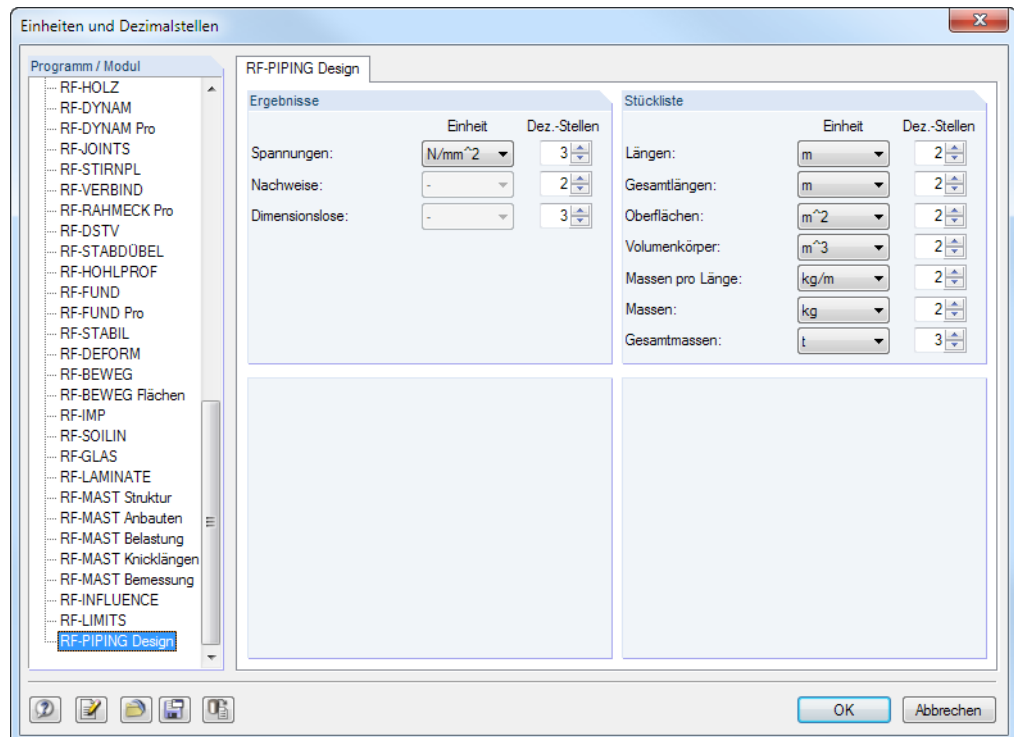 Einheiten und Dezimalstellen
Programm / Modul
RF-HOLZ
RF-DYNAM
RF-DYNAM Pro
RF-JOINTS
RF-STIRNPL
RF-VERBIND
RF-RAHMECK Pro
RF-DSTV
RF-STABDÜBEL
RF-HOHLPROF
RF-FUND
RF-FUND Pro
RF-STABIL
RF-DEFORM
RF-BEWEG
RF-BEWEG Flächen
RF-IMP
RF-SOILIN
RF-GLAS
RF-LAMINATE
RF-MAST Struktur
RF-MAST Anbauten
RF-MAST Belastung
RF-MAST Knicklängen
RF-MAST Bemessung
RF-INFLUENCE
RF-LIMITS
RF-PIPING Design
RF-PIPING Design
Ergebnisse
Einheit Dez.-Stellen
Spannungen: N/mm^2 3
Nachweise: - 2
Dimensionslose: - 3
Stückliste
Einheit Dez.-Stellen
Längen: m 2
Gesamtlängen: m 2
Oberflächen: m^2 2
Volumenkörper: m^3 2
Massen pro Länge: kg/m 2
Massen: kg 2
Gesamtmassen: t 3
OK Abbrechen